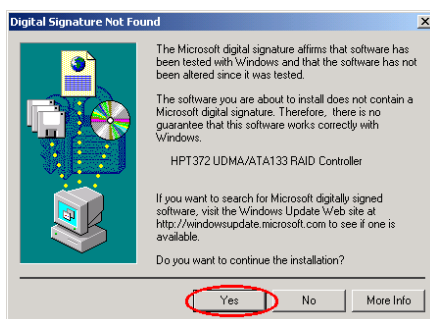 Digital Signature Not Found
The Microsoft digital signature affirms that software has
been tested with Windows and that the software has not
been altered since it was tested.
The software you are about to install does not contain a
Microsoft digital signature. Therefore, there is no
guarantee that this software works correctly with
Windows.
HPT372 UDMA/ATA133 RAID Controller
If you want to search for Microsoft digitally signed
software, visit the Windows Update Web site at
http://windowsupdate.microsoft.com to see if one is
available.
Do you want to continue the installation?
Yes No More Info